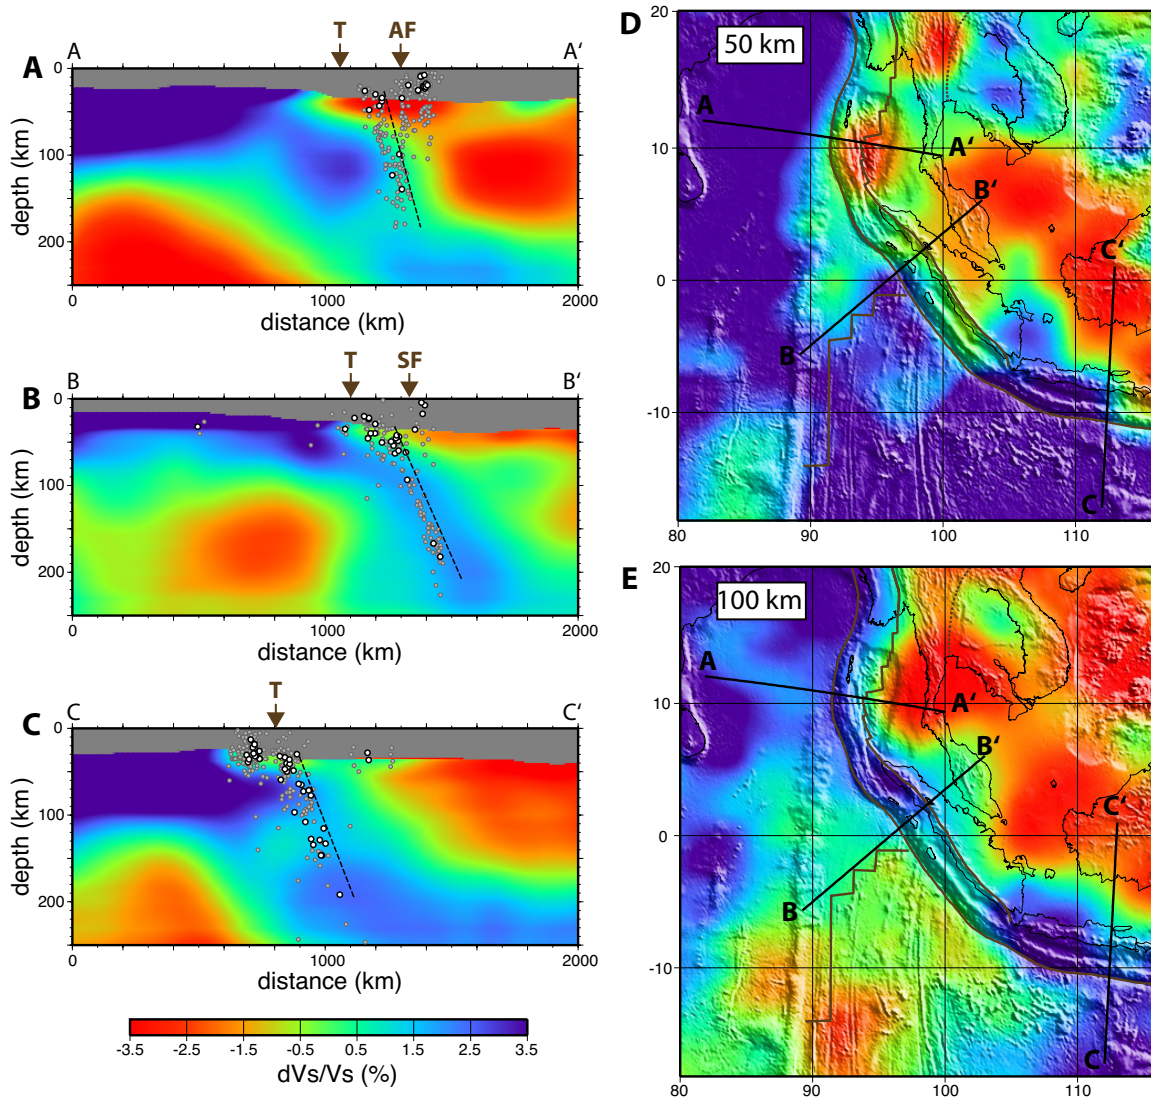 A
T
AF
A
A'
0
100
200
depth (km)
0
1000
2000
distance (km)
B
T
SF
B
B'
0
100
200
depth (km)
0
1000
2000
distance (km)
C
T
C
C'
0
100
200
depth (km)
0
1000
2000
distance (km)
-3.5
-2.5
-1.5
-0.5
0.5
1.5
2.5
3.5
dVs/Vs (%)
D
50 km
20
10
0
-10
80
90
100
110
A
A'
B'
B
C'
C
E
100 km
20
10
0
-10
80
90
100
110
A
A'
B'
B
C'
C